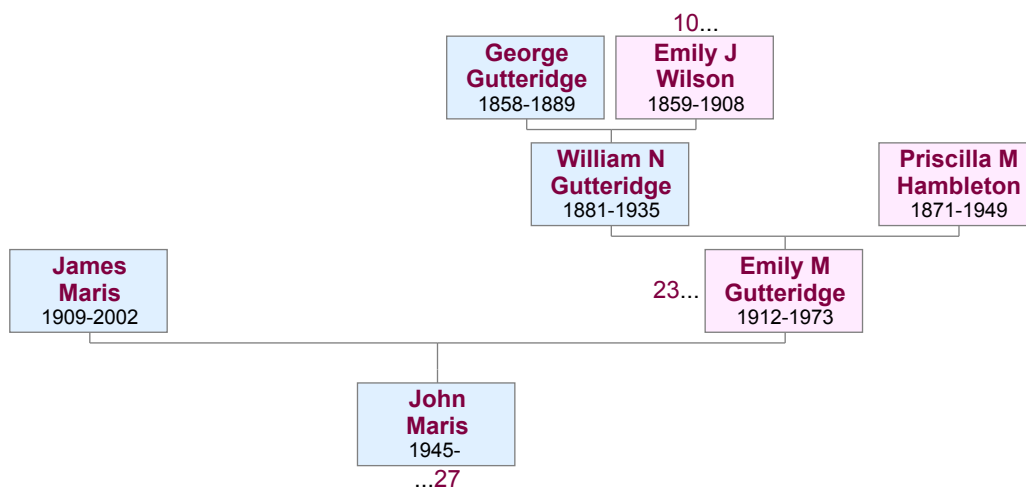 10...
George
Gutteridge
1858-1889
Emily J
Wilson
1859-1908
William N
Gutteridge
1881-1935
Priscilla M
Hambleton
1871-1949
James
Maris
1909-2002
23...
Emily M
Gutteridge
1912-1973
John
Maris
1945-
...27